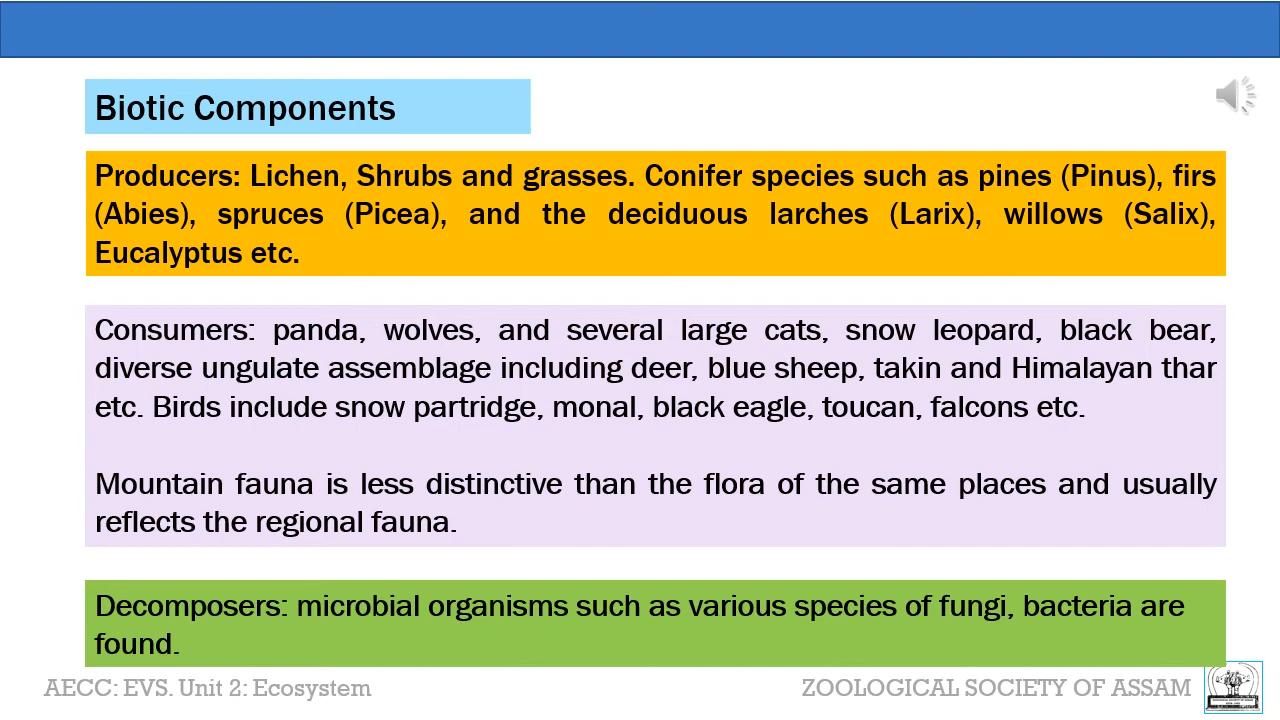 Biotic Components
Producers: Lichen, Shrubs and grasses. Conifer species such as pines (Pinus), firs
(Abies), spruces (Picea), and the deciduous larches (Larix), willows (Salix),
Eucalyptus etc.
Consumers: panda, wolves, and several large cats, snow leopard, black bear,
diverse ungulate assemblage including deer, blue sheep, takin and Himalayan thar
etc. Birds include snow partridge, monal, black eagle, toucan, falcons etc.
Mountain fauna is less distinctive than the flora of the same places and usually
reflects the regional fauna.
Decomposers: microbial organisms such as various species of fungi, bacteria are
found.
AECC: EVS. Unit 2: Ecosystem
ZOOLOGICAL SOCIETY OF ASSAM